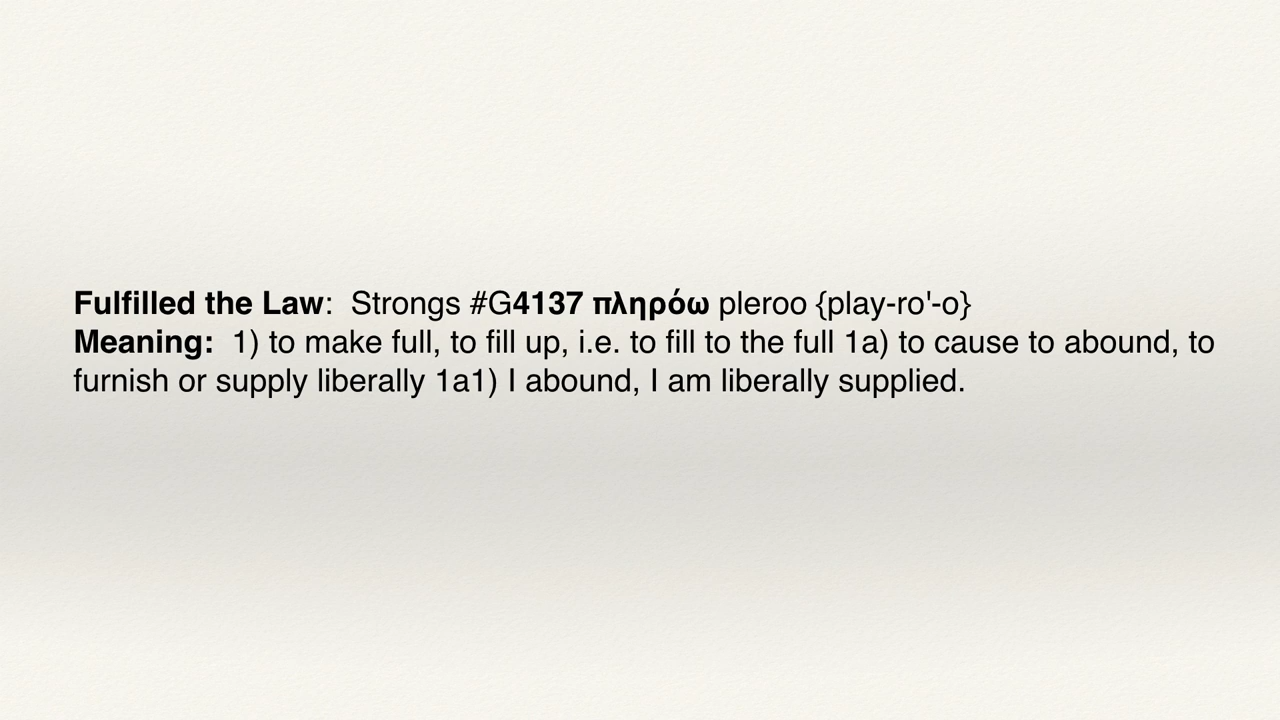 Fulfilled the Law:  Strongs #G4137 πληρόω pleroo {play-ro'-o}
Meaning:  1) to make full, to fill up, i.e. to fill to the full 1a) to cause to abound, to
furnish or supply liberally 1a1) I abound, I am liberally supplied.